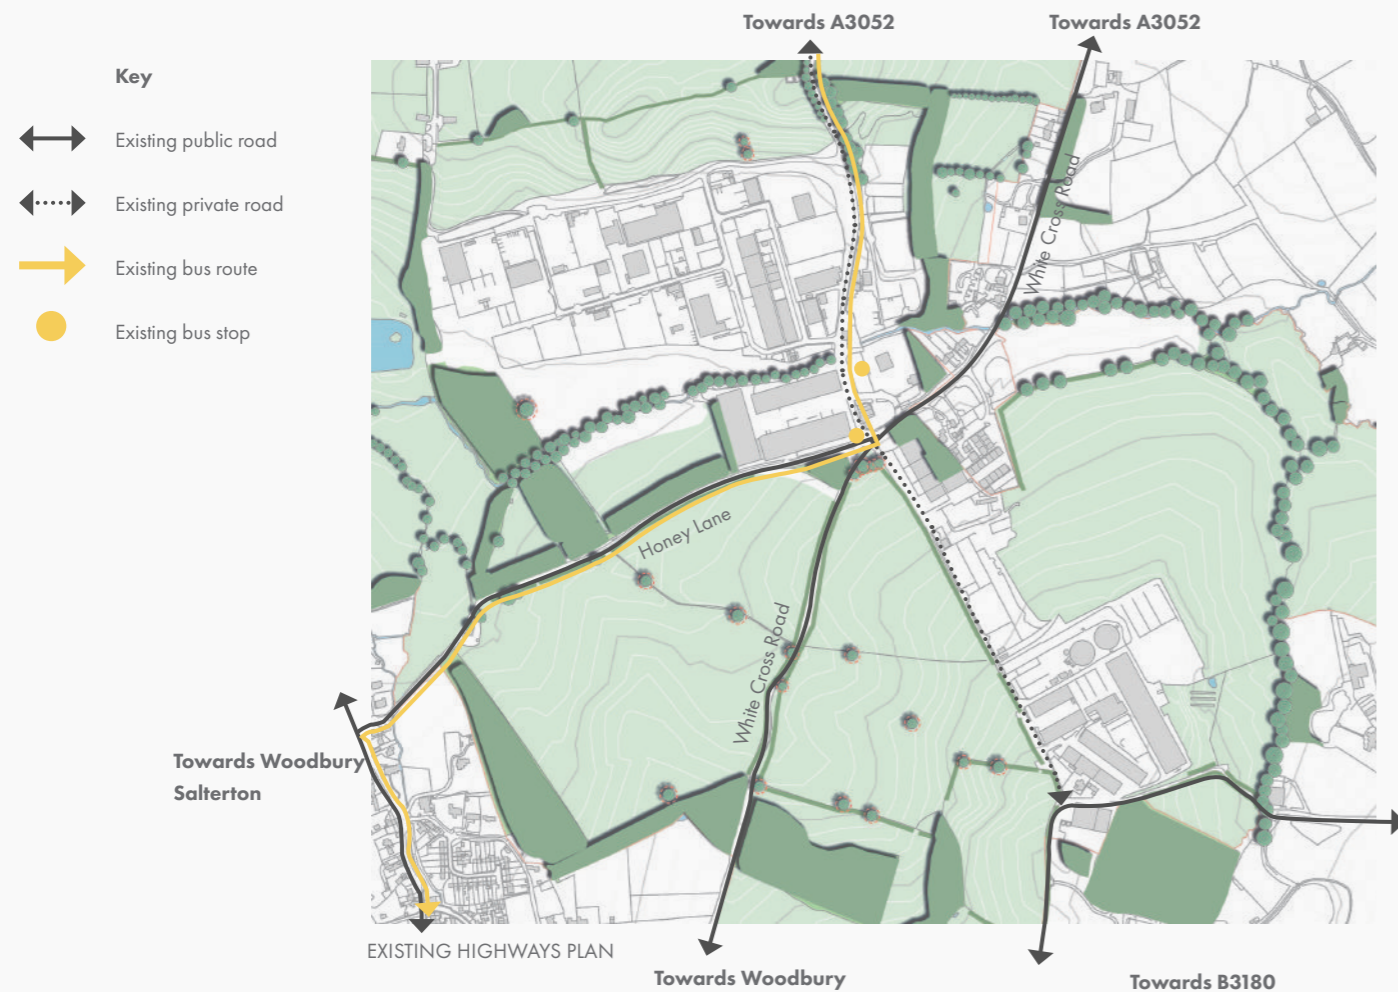 Towards A3052
Towards A3052
Key
Existing public road
Existing private road
Existing bus route
Existing bus stop
White Cross Road
Honey Lane
White Cross Road
Towards Woodbury
Salterton
EXISTING HIGHWAYS PLAN
Towards Woodbury
Towards B3180